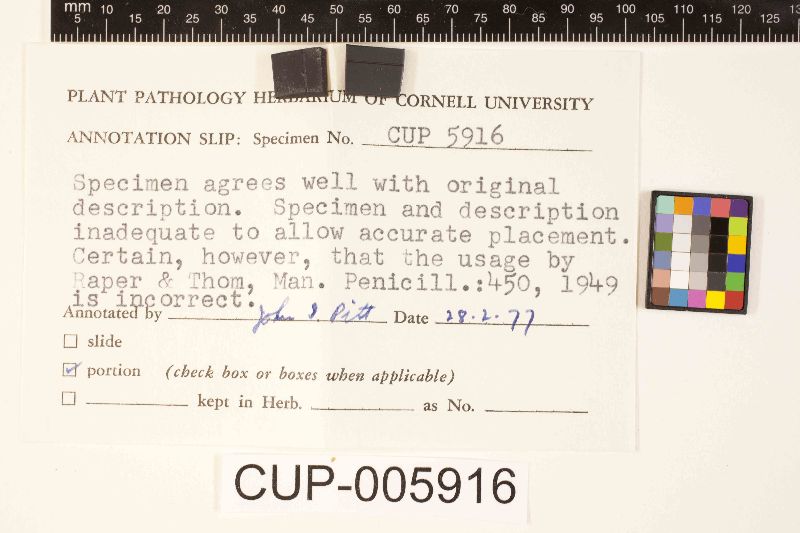 mm 10 20 30 40 50 60 70 80 90 100 110 120
5 15 25 35 45 55 65 75 85 95 105 115 125
PLANT PATHOLOGY HERBARIUM OF CORNELL UNIVERSITY
ANNOTATION SLIP: Specimen No. CUP 5916
Specimen agrees well with original
description. Specimen and description
inadequate to allow accurate placement.
Certain, however, that the usage by
Raper & Thom, Man. Penicill.:450, 1949
is incorrect.
Annotated by John I. Pitt Date 28.2.77
slide
portion (check box or boxes when applicable)
kept in Herb. as No.
CUP-005916